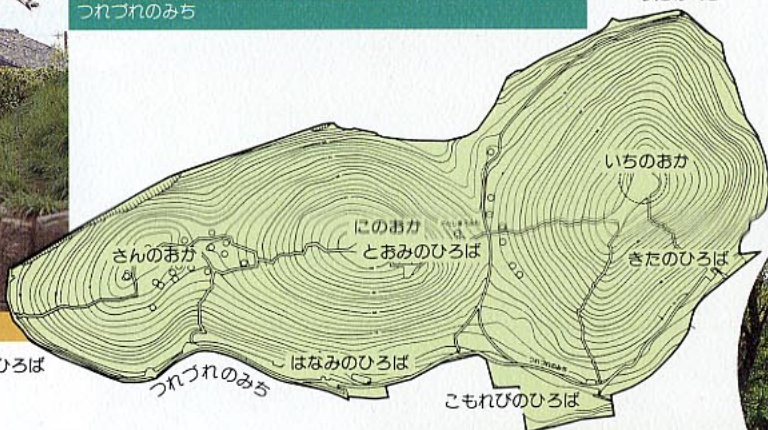 つれづれのみち
いちのおか
にのおか
さんのおか
とおみのひろば
きたのひろば
ひろば
はなみのひろば
つれづれのみち
こもれびのひろば